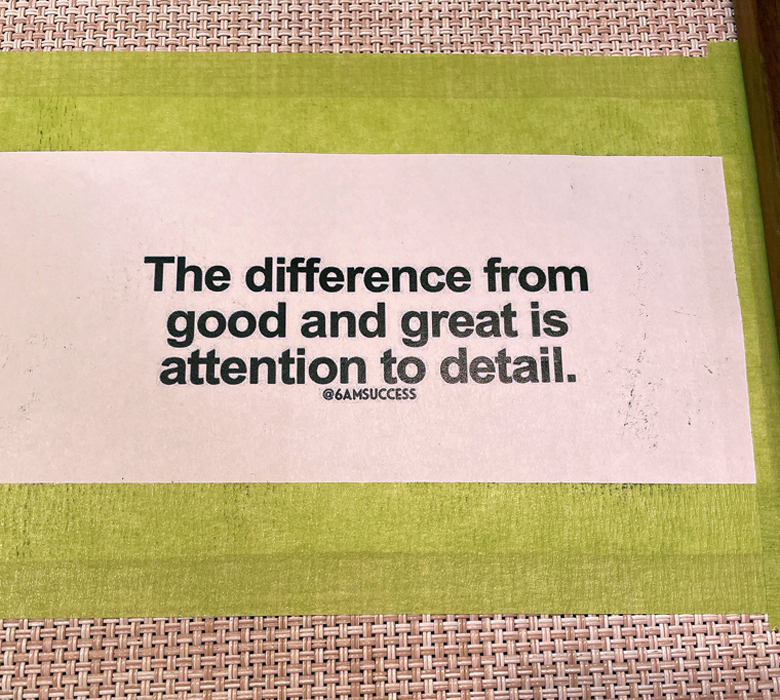 The difference from
good and great is
attention to detail.
@6AMSUCCESS